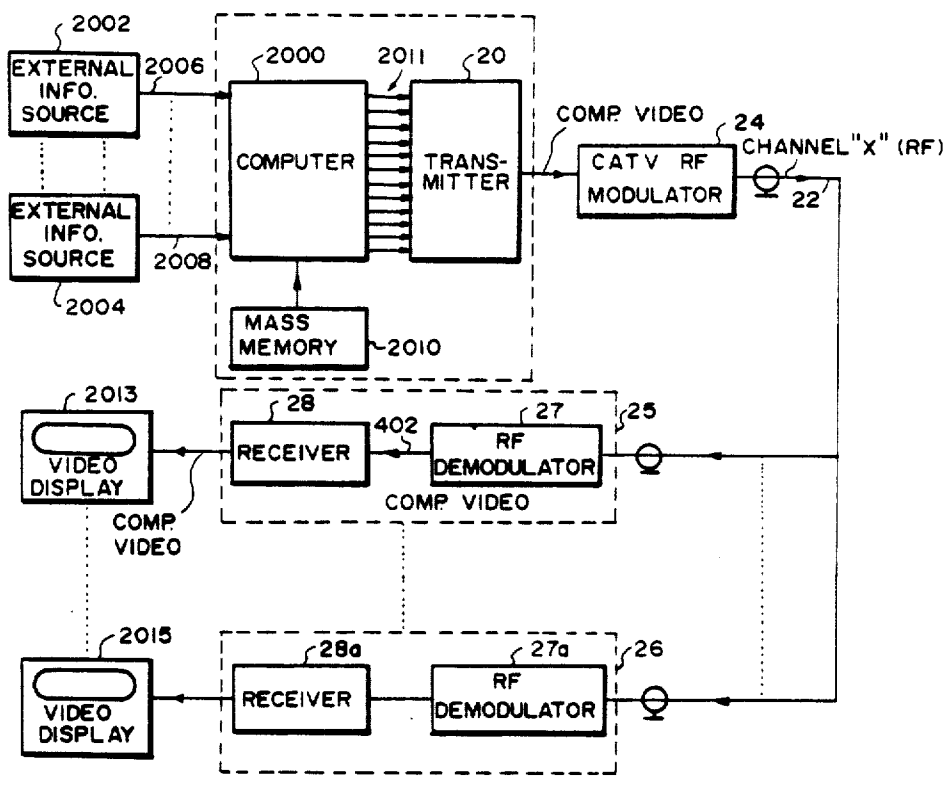 2002
EXTERNAL
INFO.
SOURCE
2006
2000
2011
20
COMPUTER
TRANS-
MITTER
COMP. VIDEO
24
CATV RF
MODULATOR
CHANNEL "X" (RF)
22
EXTERNAL
INFO.
SOURCE
2008
2004
MASS
MEMORY
2010
2013
VIDEO
DISPLAY
28
RECEIVER
402
27
RF
DEMODULATOR
25
COMP. VIDEO
COMP.
VIDEO
2015
VIDEO
DISPLAY
28a
RECEIVER
27a
RF
DEMODULATOR
26